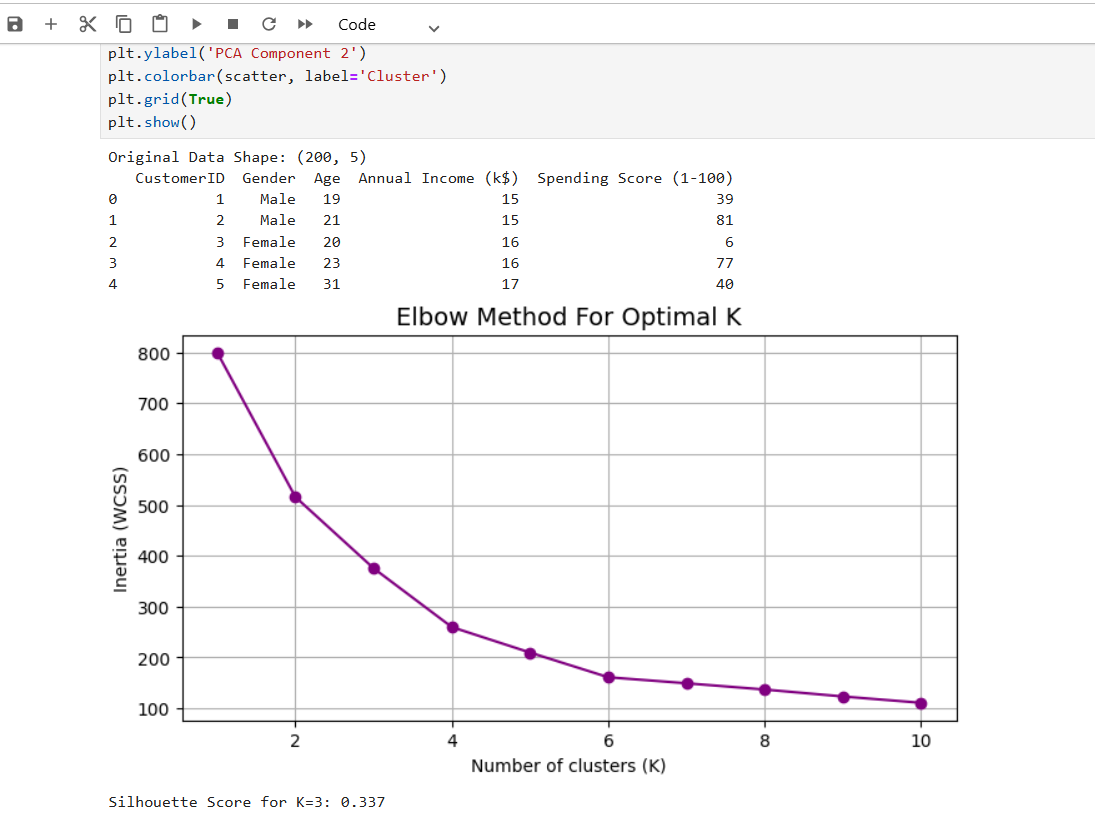 Code
plt.ylabel('PCA Component 2')
plt.colorbar(scatter, label='Cluster')
plt.grid(True)
plt.show()
Original Data Shape: (200, 5)
CustomerID Gender Age Annual Income (k$) Spending Score (1-100)
0 1 Male 19 15 39
1 2 Male 21 15 81
2 3 Female 20 16 6
3 4 Female 23 16 77
4 5 Female 31 17 40
Elbow Method For Optimal K
800
700
600
500
400
300
200
100
Inertia (WCSS)
2 4 6 8 10
Number of clusters (K)
Silhouette Score for K=3: 0.337